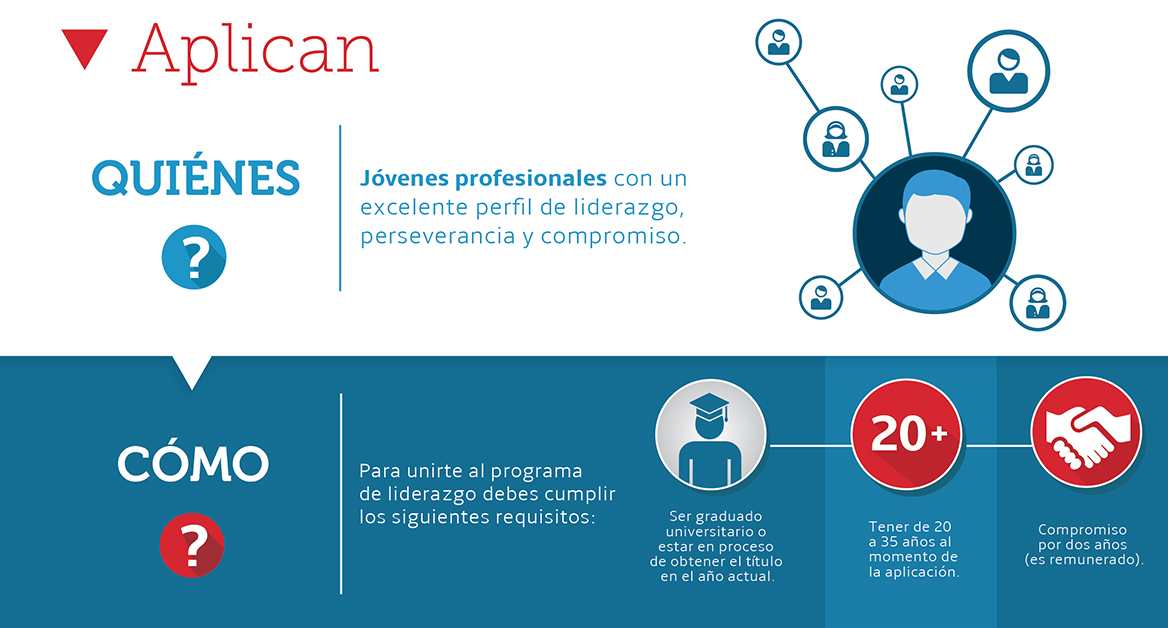 Aplican
QUIÉNES
?
Jóvenes profesionales con un
excelente perfil de liderazgo,
perseverancia y compromiso.
CÓMO
?
Para unirte al programa
de liderazgo debes cumplir
los siguientes requisitos:
Ser graduado
universitario o
estar en proceso
de obtener el título
en el año actual.
20+
Tener de 20
a 35 años al
momento de
la aplicación.
Compromiso
por dos años
(es remunerado).